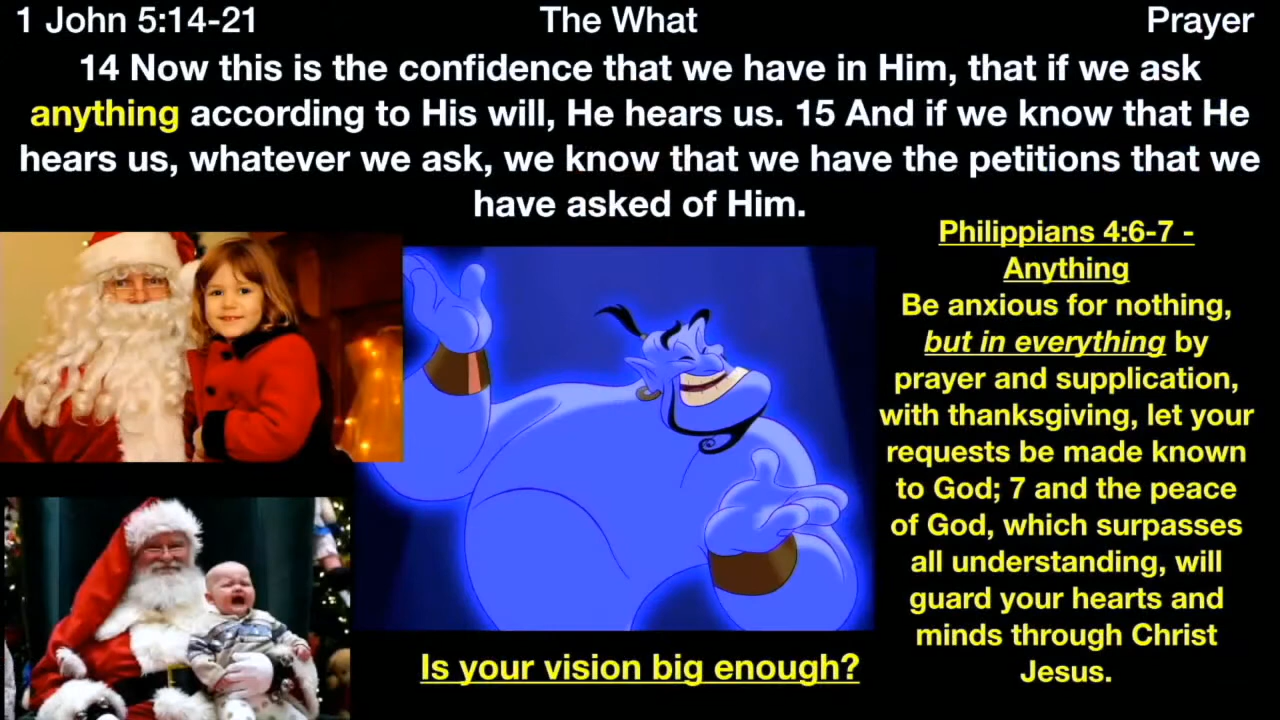 1 John 5:14-21 The What Prayer
14 Now this is the confidence that we have in Him, that if we ask
anything according to His will, He hears us. 15 And if we know that He
hears us, whatever we ask, we know that we have the petitions that we
have asked of Him.
Philippians 4:6-7 -
Anything
Be anxious for nothing,
but in everything by
prayer and supplication,
with thanksgiving, let your
requests be made known
to God; 7 and the peace
of God, which surpasses
all understanding, will
guard your hearts and
minds through Christ
Jesus.
Is your vision big enough?